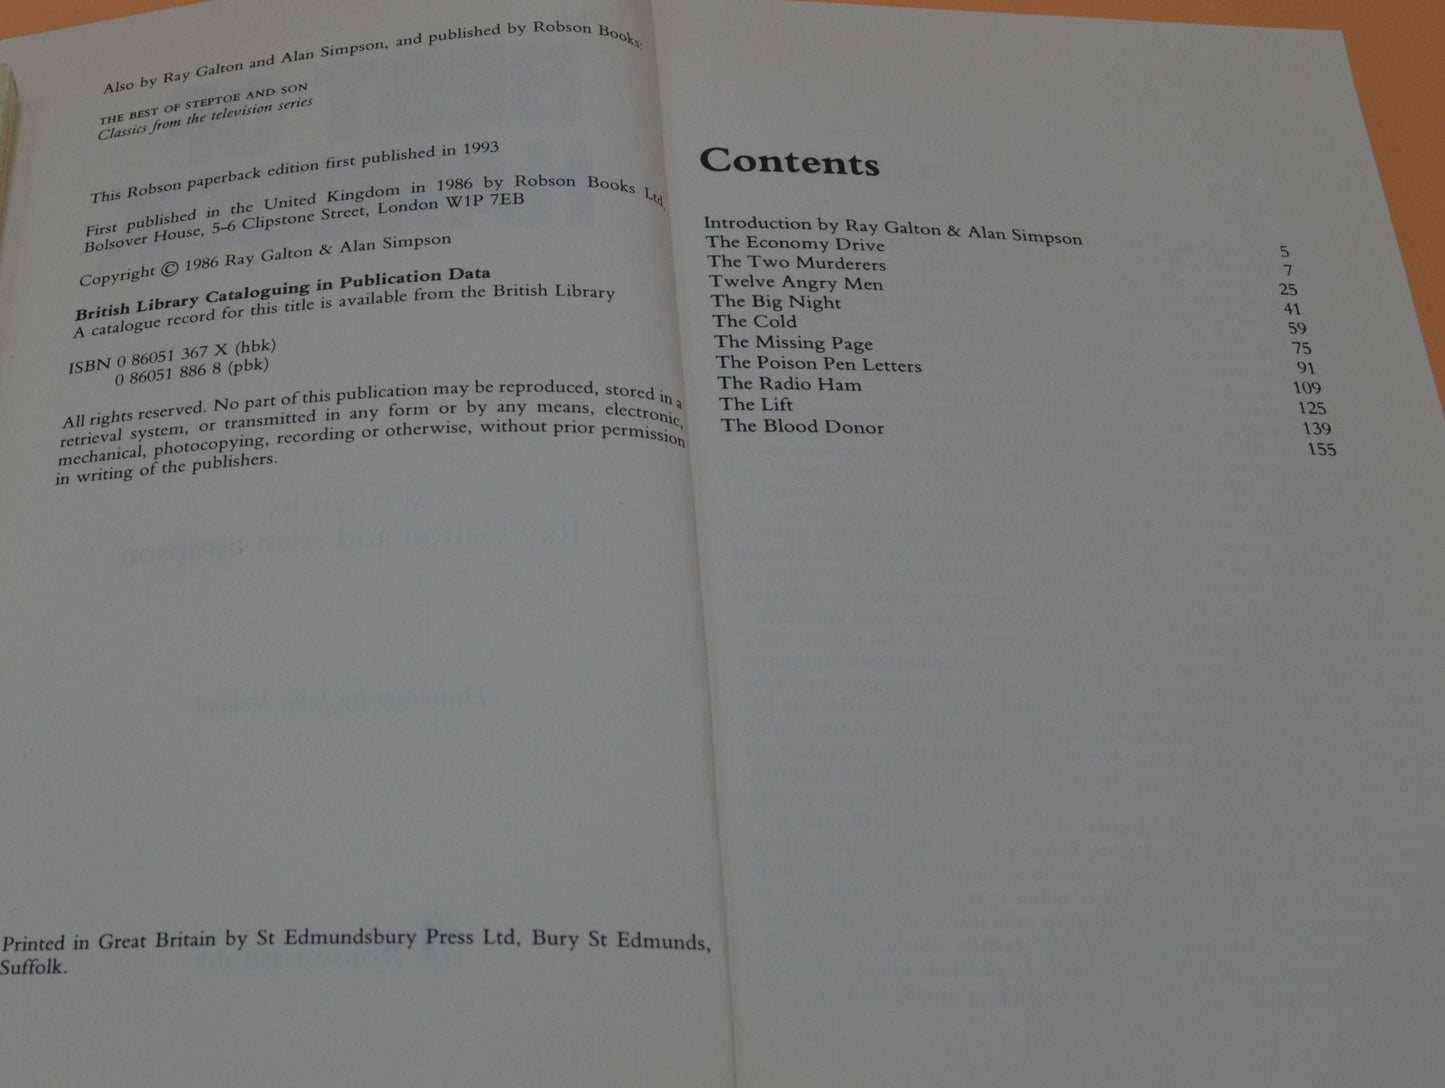 Also by Ray Galton and Alan Simpson, and published by Robson Books:
THE BEST OF STEPTOE AND SON
Classics from the television series
This Robson paperback edition first published in 1993
First published in the United Kingdom in 1986 by Robson Books Ltd,
Bolsover House, 5–6 Clipstone Street, London W1P 7EB
Copyright © 1986 Ray Galton & Alan Simpson
British Library Cataloguing in Publication Data
A catalogue record for this title is available from the British Library
ISBN 0 86051 367 X (hbk)
0 86051 886 8 (pbk)
All rights reserved. No part of this publication may be reproduced, stored in a
retrieval system, or transmitted in any form or by any means, electronic,
mechanical, photocopying, recording or otherwise, without prior permission
in writing of the publishers.
Printed in Great Britain by St Edmundsbury Press Ltd, Bury St Edmunds,
Suffolk.
Contents
Introduction by Ray Galton & Alan Simpson 5
The Economy Drive 7
The Two Murderers 25
Twelve Angry Men 41
The Big Night 59
The Cold 75
The Missing Page 91
The Poison Pen Letters 109
The Radio Ham 125
The Lift 139
The Blood Donor 155